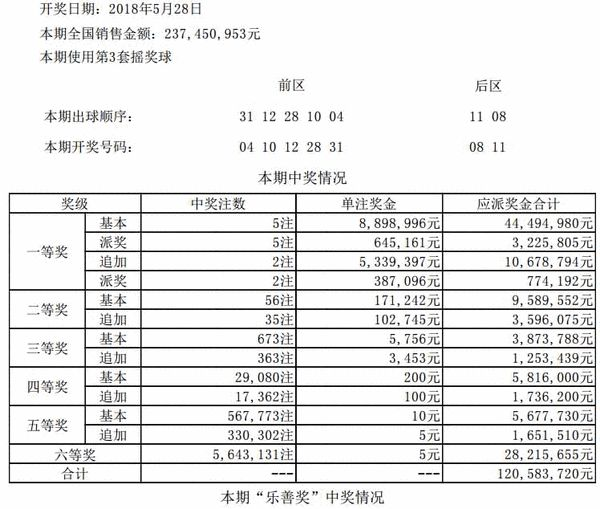 开奖日期：2018年5月28日
本期全国销售金额：237,450,953元
本期使用第3套摇奖球
前区 后区
本期出球顺序： 31 12 28 10 04 11 08
本期开奖号码： 04 10 12 28 31 08 11
本期中奖情况
奖级 中奖注数 单注奖金 应派奖金合计
一等奖 基本 5注 8,898,996元 44,494,980元
派奖 5注 645,161元 3,225,805元
追加 2注 5,339,397元 10,678,794元
派奖 2注 387,096元 774,192元
二等奖 基本 56注 171,242元 9,589,552元
追加 35注 102,745元 3,596,075元
三等奖 基本 673注 5,756元 3,873,788元
追加 363注 3,453元 1,253,439元
四等奖 基本 29,080注 200元 5,816,000元
追加 17,362注 100元 1,736,200元
五等奖 基本 567,773注 10元 5,677,730元
追加 330,302注 5元 1,651,510元
六等奖 5,643,131注 5元 28,215,655元
合计 --- --- 120,583,720元
本期“乐善奖”中奖情况